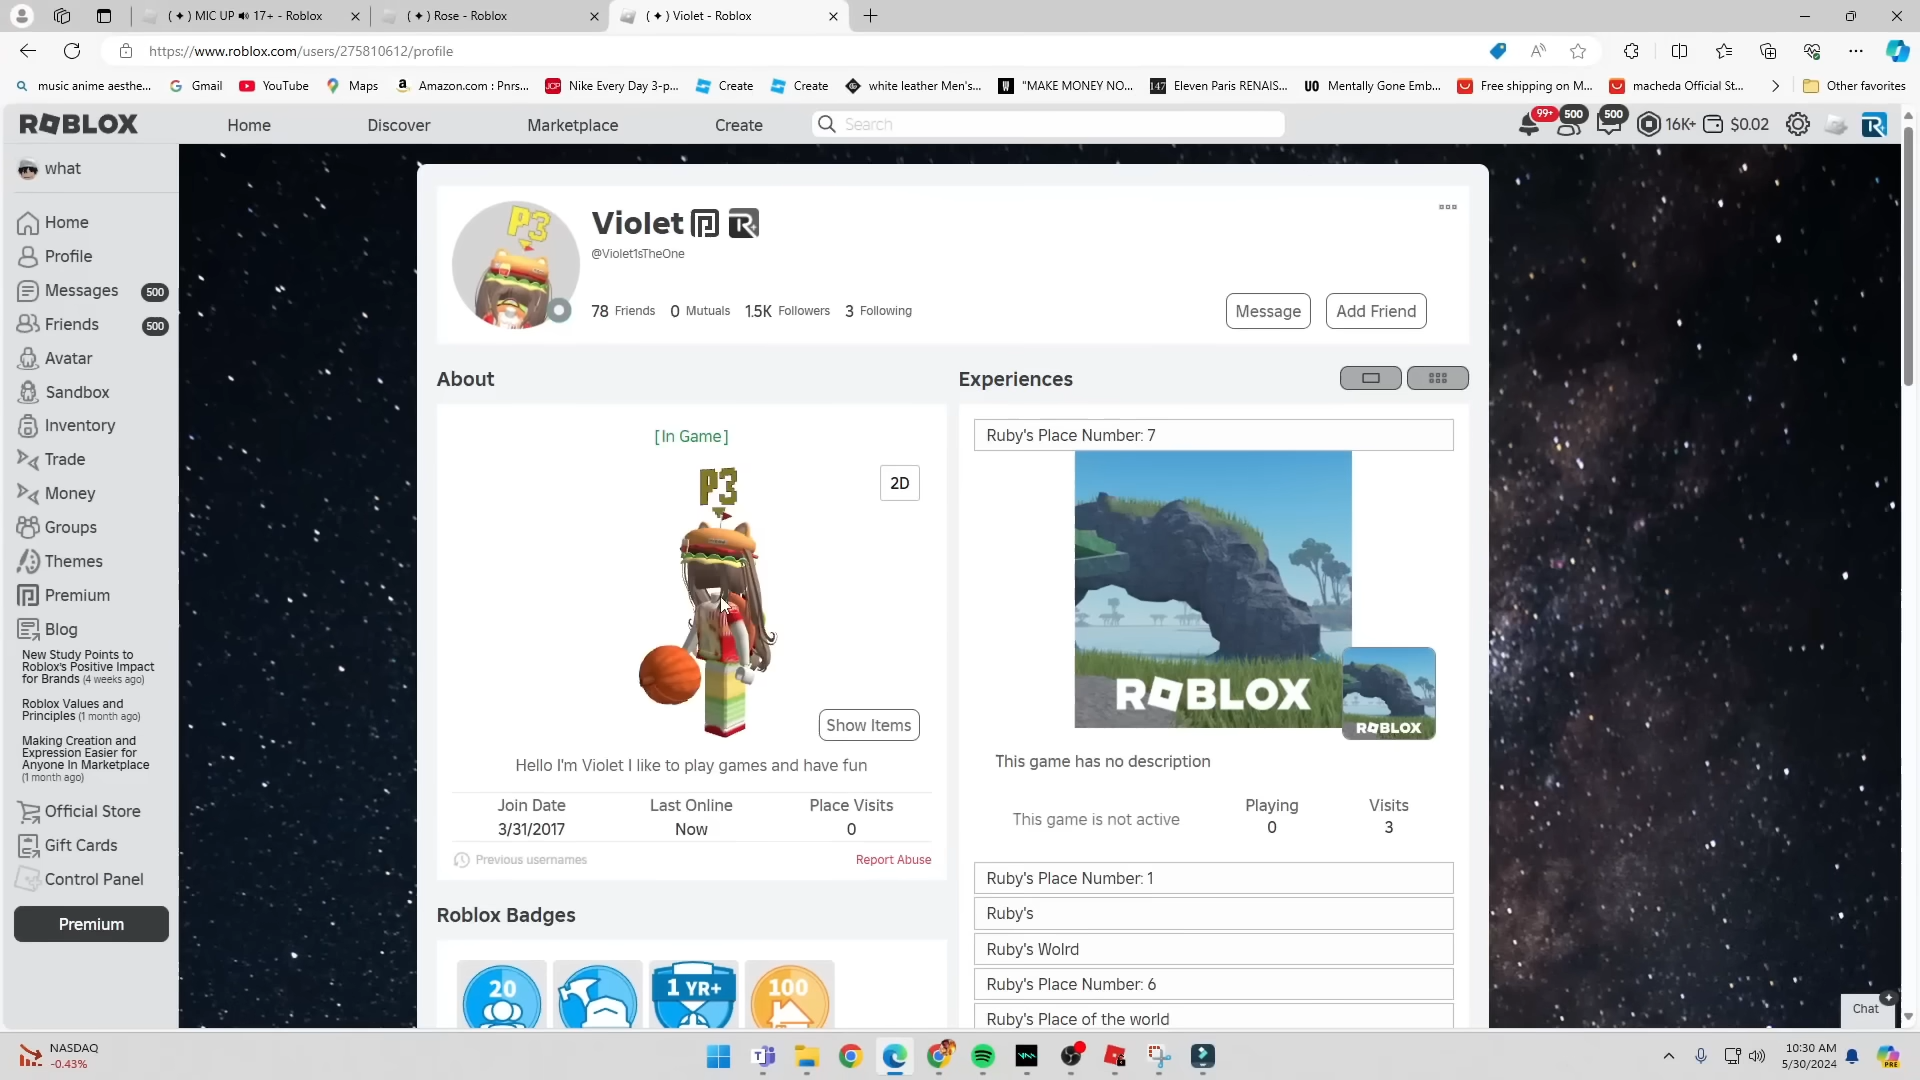 ( ✦ ) MIC UP 🔊 17+ - Roblox
( ✦ ) Rose - Roblox
( ✦ ) Violet - Roblox
https://www.roblox.com/users/275810612/profile
music anime aesthe...
Gmail
YouTube
Maps
Amazon.com : Pnrs...
JCP
Nike Every Day 3-p...
Create
Create
white leather Men's...
"MAKE MONEY NO...
147
Eleven Paris RENAIS...
UO
Mentally Gone Emb...
Free shipping on M...
macheda Official St...
Other favorites
ROBLOX
Home
Discover
Marketplace
Create
Search
99+
500
500
16K+
$0.02
what
Home
Profile
Messages 500
Friends 500
Avatar
Sandbox
Inventory
Trade
Money
Groups
Themes
Premium
Blog
New Study Points to
Roblox's Positive Impact
for Brands (4 weeks ago)
Roblox Values and
Principles (1 month ago)
Making Creation and
Expression Easier for
Anyone In Marketplace
(1 month ago)
Official Store
Gift Cards
Control Panel
Premium
P3
Violet
R+
@Violet1sTheOne
78 Friends 0 Mutuals 1.5K Followers 3 Following
Message
Add Friend
About
[In Game]
P3
2D
Show Items
Hello I'm Violet I like to play games and have fun
Join Date
3/31/2017
Last Online
Now
Place Visits
0
Previous usernames
Report Abuse
Roblox Badges
20
1 YR+
100
Experiences
Ruby's Place Number: 7
ROBLOX
ROBLOX
This game has no description
This game is not active
Playing
0
Visits
3
Ruby's Place Number: 1
Ruby's
Ruby's Wolrd
Ruby's Place Number: 6
Ruby's Place of the world
Chat
NASDAQ
-0.43%
10:30 AM
5/30/2024
PRE